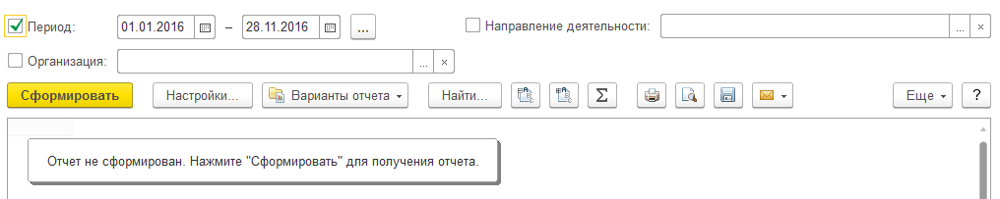 Период: 01.01.2016 – 28.11.2016 ... Направление деятельности: ... ×
Организация: ... ×
Сформировать Настройки... Варианты отчета Найти... Σ Еще ?
Отчет не сформирован. Нажмите "Сформировать" для получения отчета.